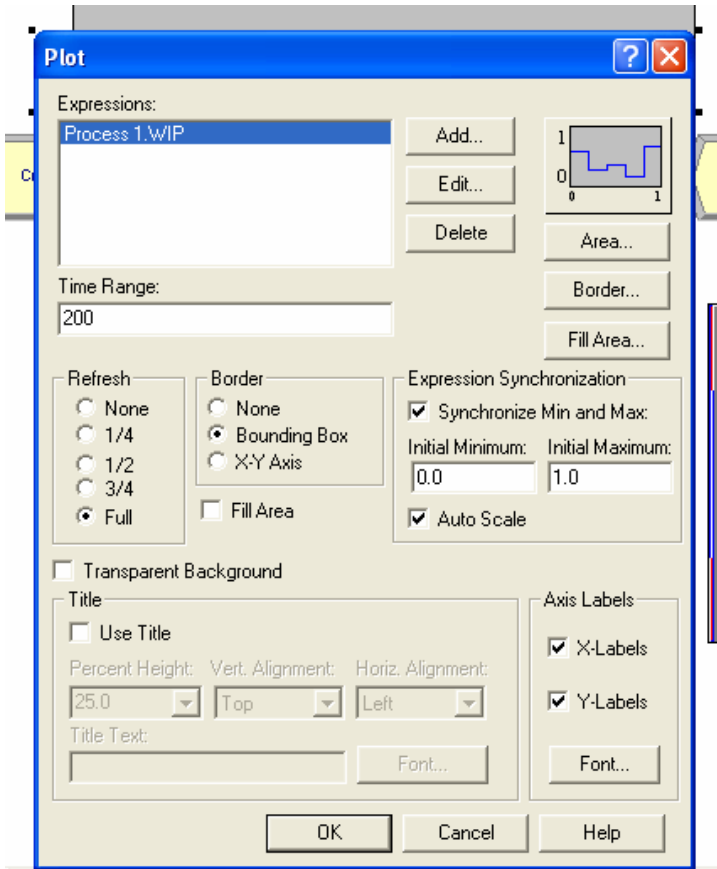 Plot
Expressions:
Process 1.WIP
Add...
Edit...
Delete
1
0
0 1
Area...
Border...
Fill Area...
Time Range:
200
Refresh
None
1/4
1/2
3/4
Full
Border
None
Bounding Box
X-Y Axis
Fill Area
Expression Synchronization
Synchronize Min and Max:
Initial Minimum: Initial Maximum:
0.0 1.0
Auto Scale
Transparent Background
Title
Use Title
Percent Height: Vert. Alignment: Horiz. Alignment:
25.0 Top Left
Title Text:
Font...
Axis Labels
X-Labels
Y-Labels
Font...
OK Cancel Help